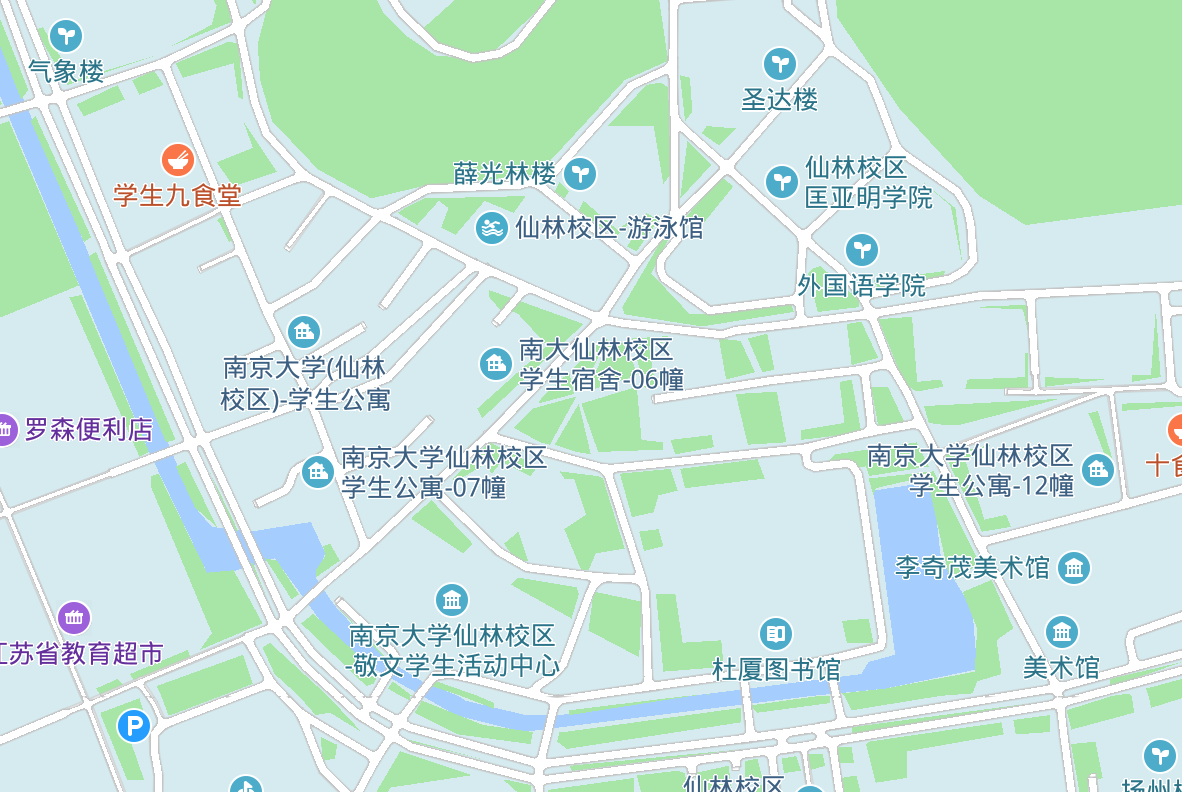 气象楼
圣达楼
学生九食堂
薛光林楼
仙林校区
匡亚明学院
仙林校区-游泳馆
外国语学院
南京大学(仙林
校区)-学生公寓
南大仙林校区
学生宿舍-06幢
罗森便利店
南京大学仙林校区
学生公寓-07幢
南京大学仙林校区
学生公寓-12幢
十食
李奇茂美术馆
南京大学仙林校区
-敬文学生活动中心
江苏省教育超市
杜厦图书馆
美术馆
P
仙林校区
扬州